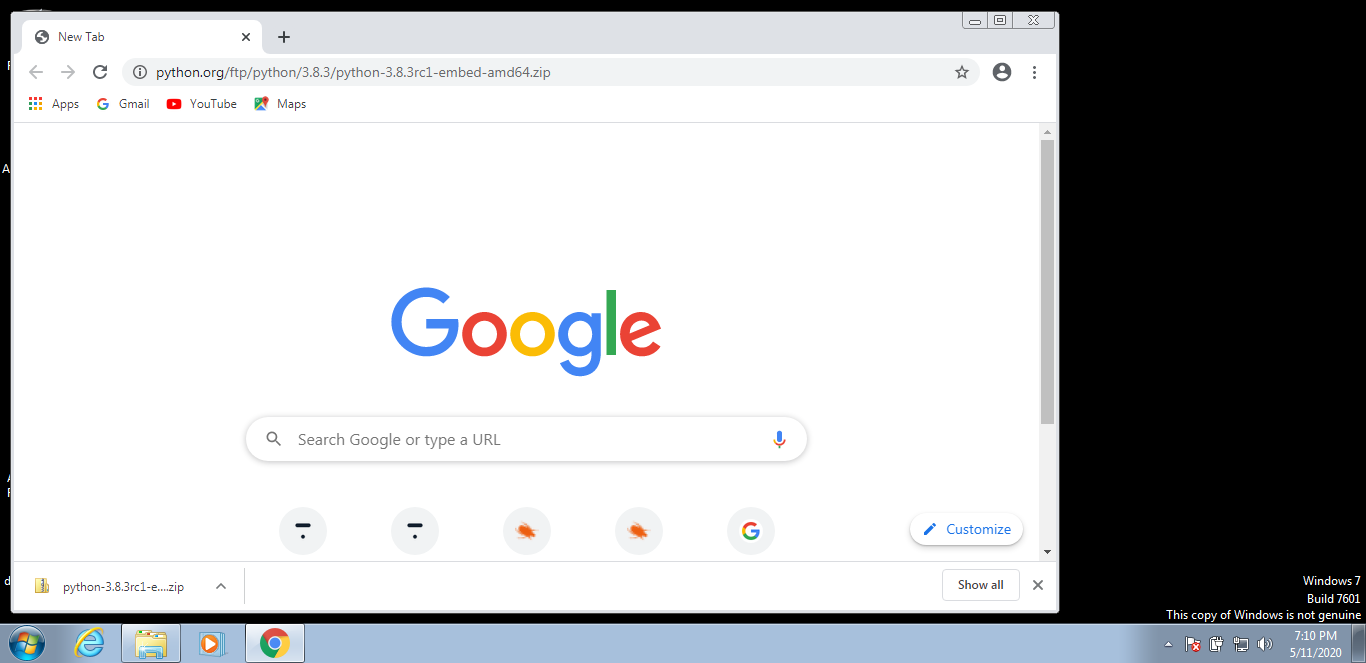 New Tab
python.org/ftp/python/3.8.3/python-3.8.3rc1-embed-amd64.zip
Apps Gmail YouTube Maps
Google
Search Google or type a URL
Customize
python-3.8.3rc1-e....zip
Show all
Windows 7
Build 7601
This copy of Windows is not genuine
7:10 PM
5/11/2020